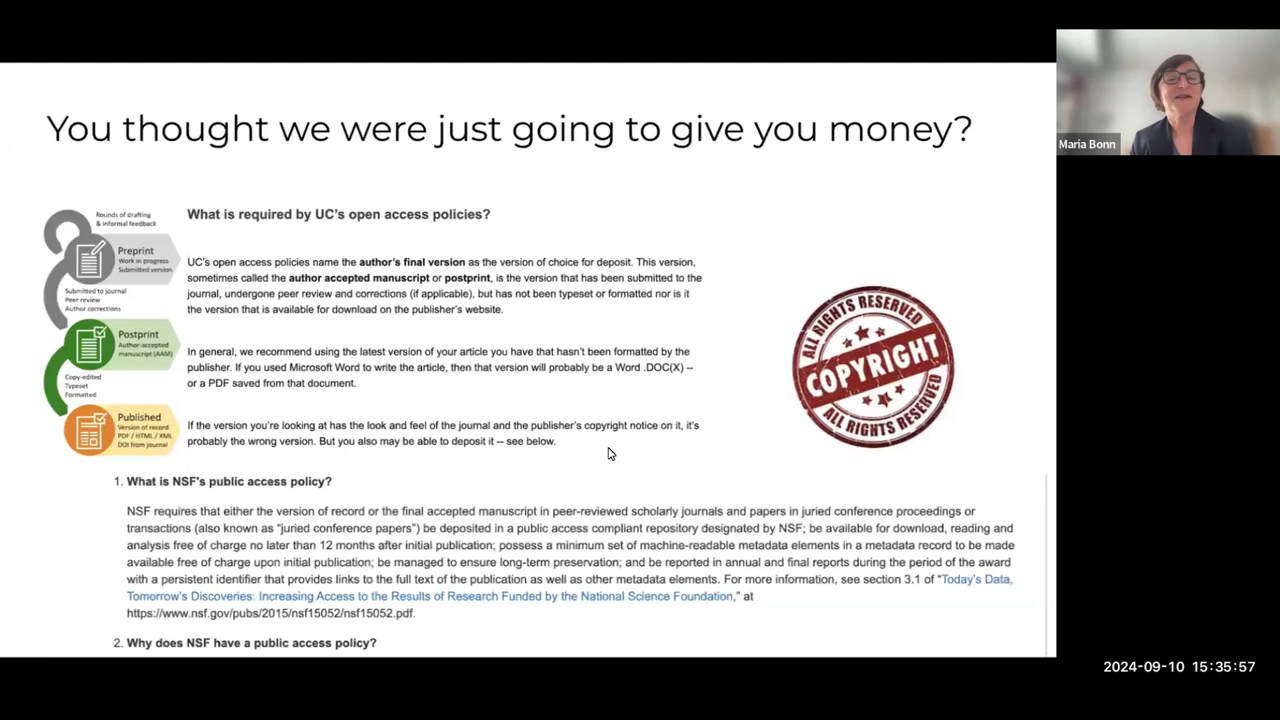 You thought we were just going to give you money?
Maria Bonn
Rounds of drafting
& informal feedback
Preprint
Work in progress
Submitted version
Submitted to journal
Peer review
Author corrections
Postprint
Author-accepted
manuscript (AAM)
Copy-edited
Typeset
Formatted
Published
Version of record
PDF / HTML / XML
DOI from journal
What is required by UC's open access policies?
UC's open access policies name the author's final version as the version of choice for deposit. This version,
sometimes called the author accepted manuscript or postprint, is the version that has been submitted to the
journal, undergone peer review and corrections (if applicable), but has not been typeset or formatted nor is it
the version that is available for download on the publisher's website.
In general, we recommend using the latest version of your article you have that hasn't been formatted by the
publisher. If you used Microsoft Word to write the article, then that version will probably be a Word .DOC(X) --
or a PDF saved from that document.
If the version you're looking at has the look and feel of the journal and the publisher's copyright notice on it, it's
probably the wrong version. But you also may be able to deposit it -- see below.
ALL RIGHTS RESERVED
COPYRIGHT
ALL RIGHTS RESERVED
1. What is NSF's public access policy?
NSF requires that either the version of record or the final accepted manuscript in peer-reviewed scholarly journals and papers in juried conference proceedings or
transactions (also known as “juried conference papers”) be deposited in a public access compliant repository designated by NSF; be available for download, reading and
analysis free of charge no later than 12 months after initial publication; possess a minimum set of machine-readable metadata elements in a metadata record to be made
available free of charge upon initial publication; be managed to ensure long-term preservation; and be reported in annual and final reports during the period of the award
with a persistent identifier that provides links to the full text of the publication as well as other metadata elements. For more information, see section 3.1 of “Today's Data,
Tomorrow's Discoveries: Increasing Access to the Results of Research Funded by the National Science Foundation,” at
https://www.nsf.gov/pubs/2015/nsf15052/nsf15052.pdf.
2. Why does NSF have a public access policy?
2024-09-10 15:35:57